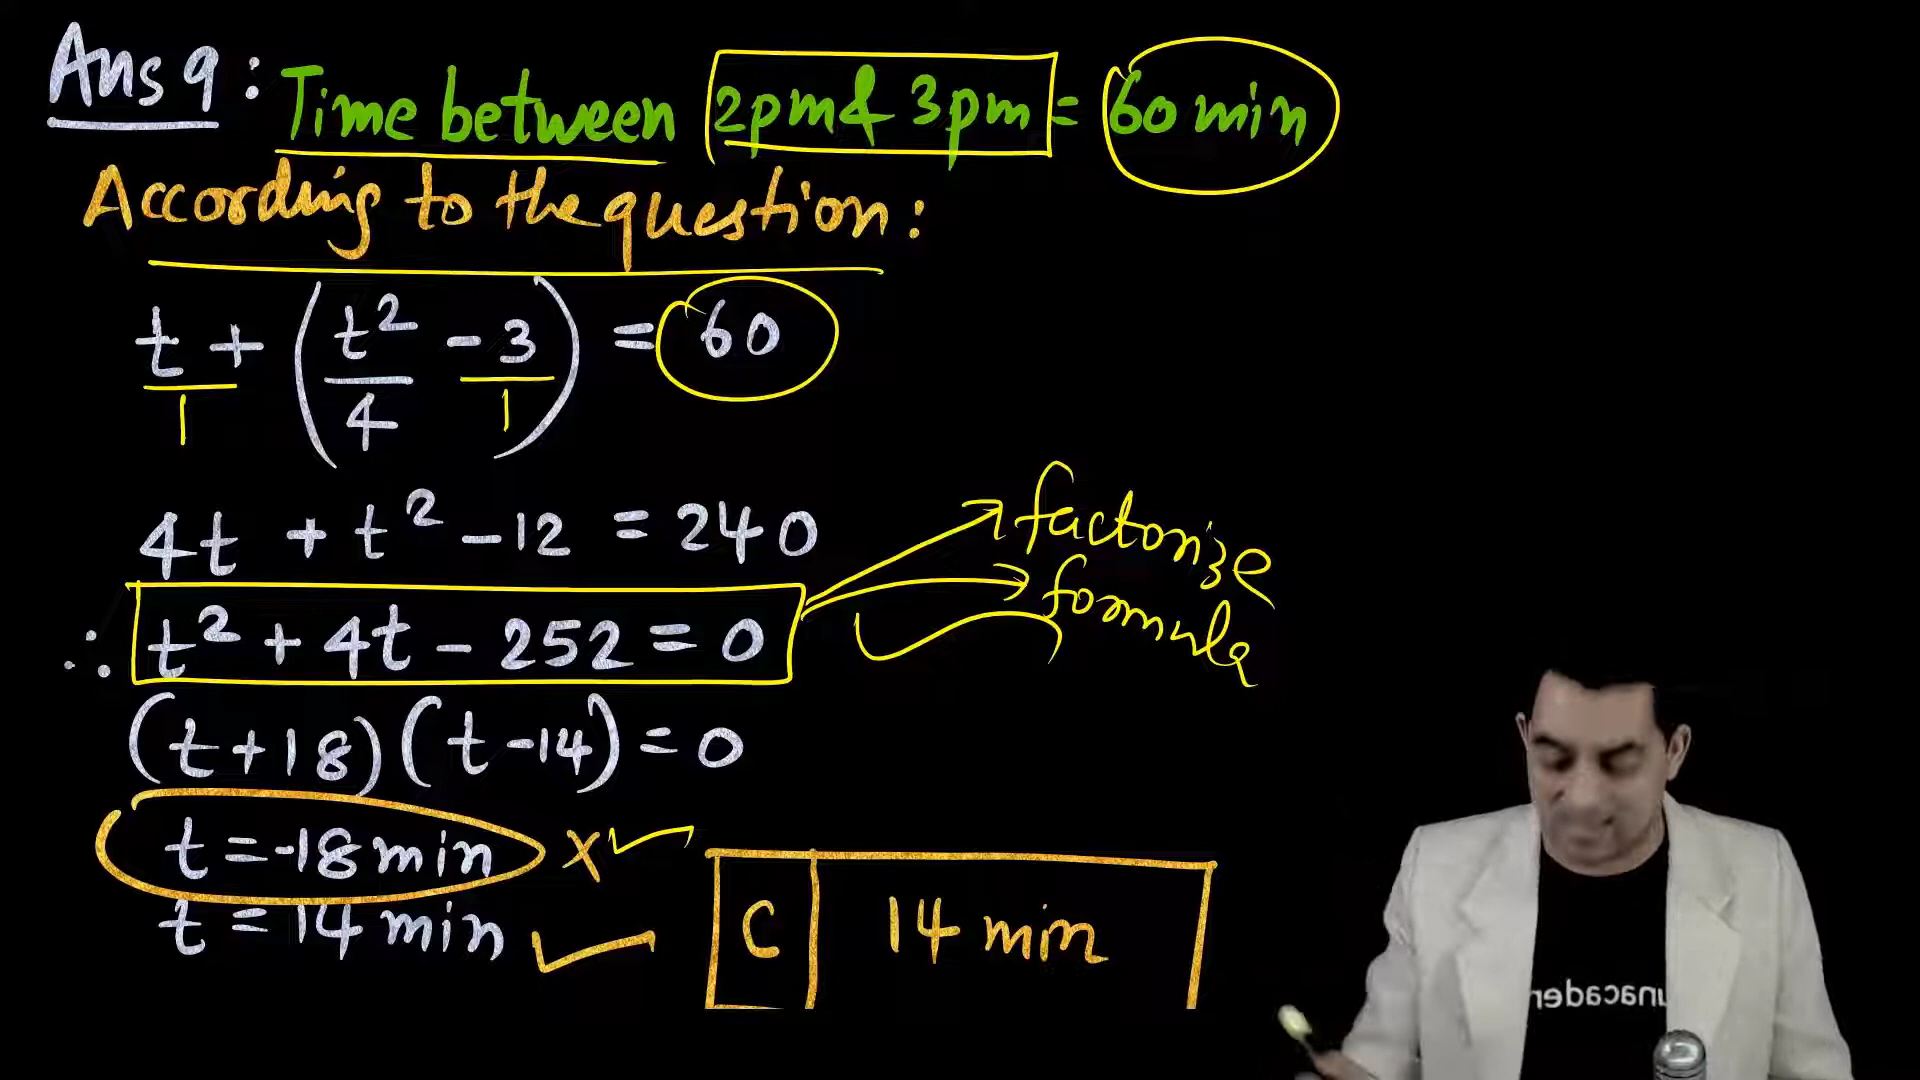 Ans 9 : Time between 2pm & 3pm = 60 min
According to the question :
t/1 + (t²/4 - 3/1) = 60
4t + t² - 12 = 240
factorize
∴ t² + 4t - 252 = 0
formula
(t + 18) (t - 14) = 0
t = -18 min × ✓
t = 14 min ✓
C 14 min
unacadem